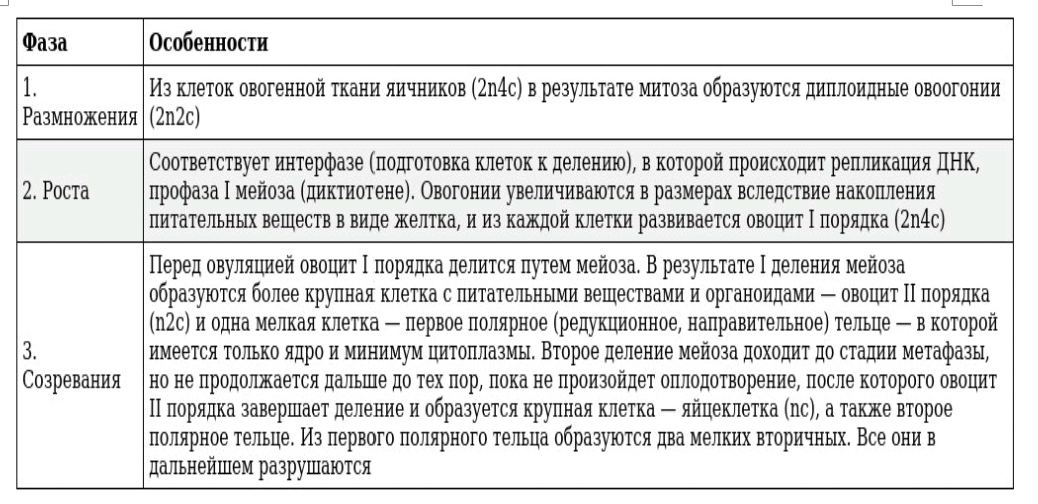 Фаза Особенности
1.
Размножения
Из клеток овогенной ткани яичников (2n4c) в результате митоза образуются диплоидные овоогонии
(2n2c)
2. Роста
Соответствует интерфазе (подготовка клеток к делению), в которой происходит репликация ДНК,
профаза I мейоза (диктиотене). Овогонии увеличиваются в размерах вследствие накопления
питательных веществ в виде желтка, и из каждой клетки развивается овоцит I порядка (2n4c)
3.
Созревания
Перед овуляцией овоцит I порядка делится путем мейоза. В результате I деления мейоза
образуются более крупная клетка с питательными веществами и органоидами — овоцит II порядка
(n2c) и одна мелкая клетка — первое полярное (редукционное, направительное) тельце — в которой
имеется только ядро и минимум цитоплазмы. Второе деление мейоза доходит до стадии метафазы,
но не продолжается дальше до тех пор, пока не произойдет оплодотворение, после которого овоцит
II порядка завершает деление и образуется крупная клетка — яйцеклетка (nc), а также второе
полярное тельце. Из первого полярного тельца образуются два мелких вторичных. Все они в
дальнейшем разрушаются